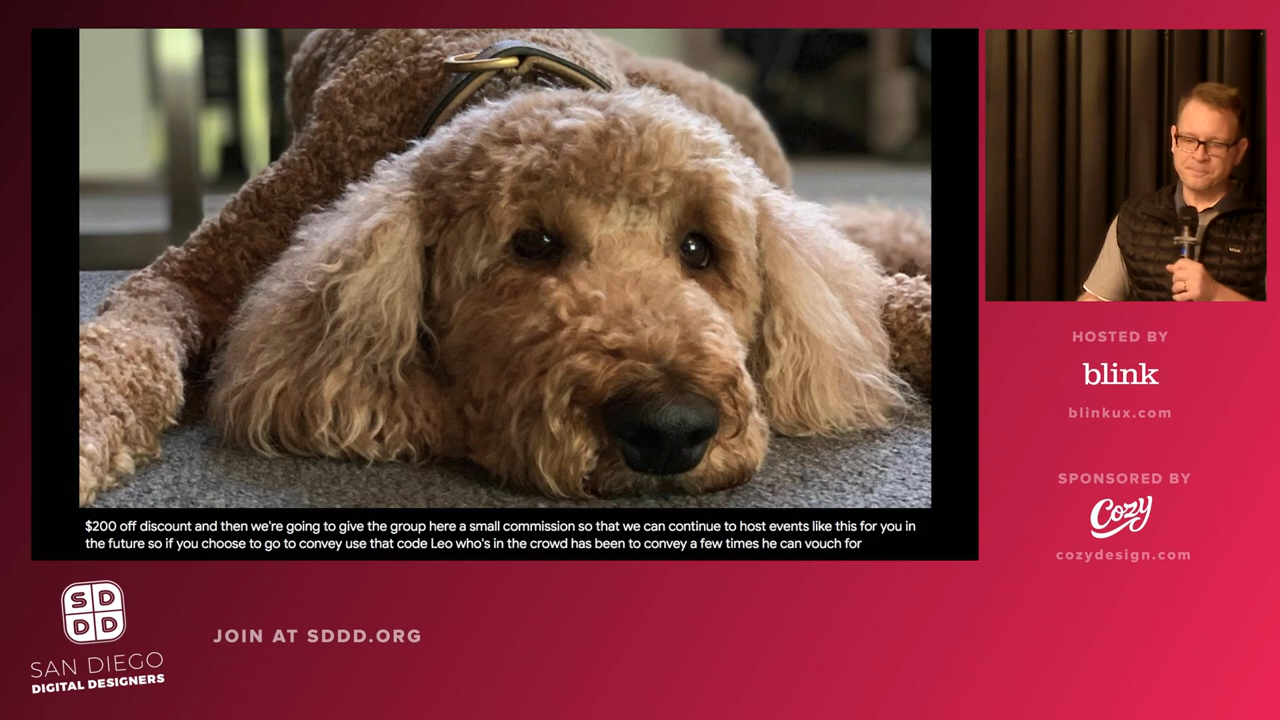 $200 off discount and then we're going to give the group here a small commission so that we can continue to host events like this for you in
the future so if you choose to go to convey use that code Leo who's in the crowd has been to convey a few times he can vouch for
HOSTED BY
blink
blinkux.com
SPONSORED BY
Cozy
cozydesign.com
SD
DD
SAN DIEGO
DIGITAL DESIGNERS
JOIN AT SDDD.ORG